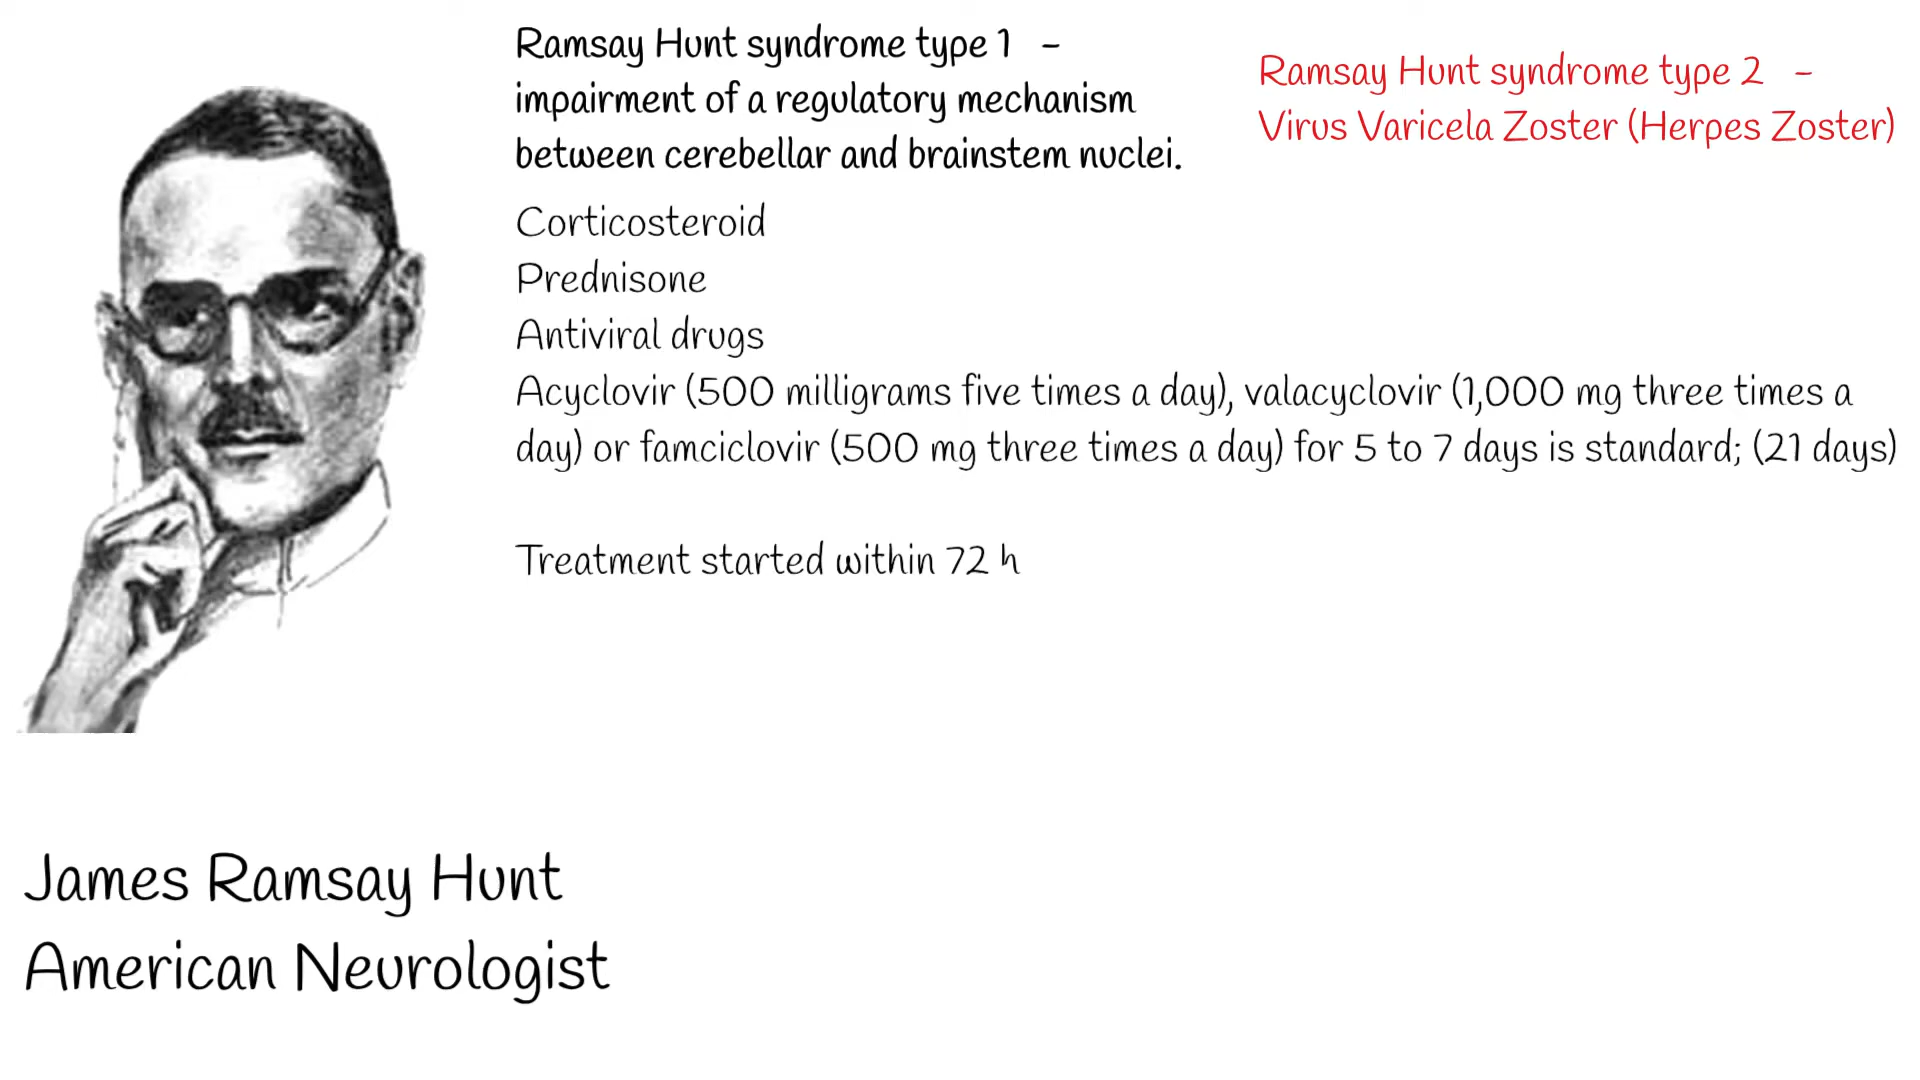 Ramsay Hunt syndrome type 1 -
impairment of a regulatory mechanism
between cerebellar and brainstem nuclei.
Ramsay Hunt syndrome type 2 -
Virus Varicela Zoster (Herpes Zoster)
Corticosteroid
Prednisone
Antiviral drugs
Acyclovir (500 milligrams five times a day), valacyclovir (1,000 mg three times a
day) or famciclovir (500 mg three times a day) for 5 to 7 days is standard; (21 days)
Treatment started within 72 h
James Ramsay Hunt
American Neurologist